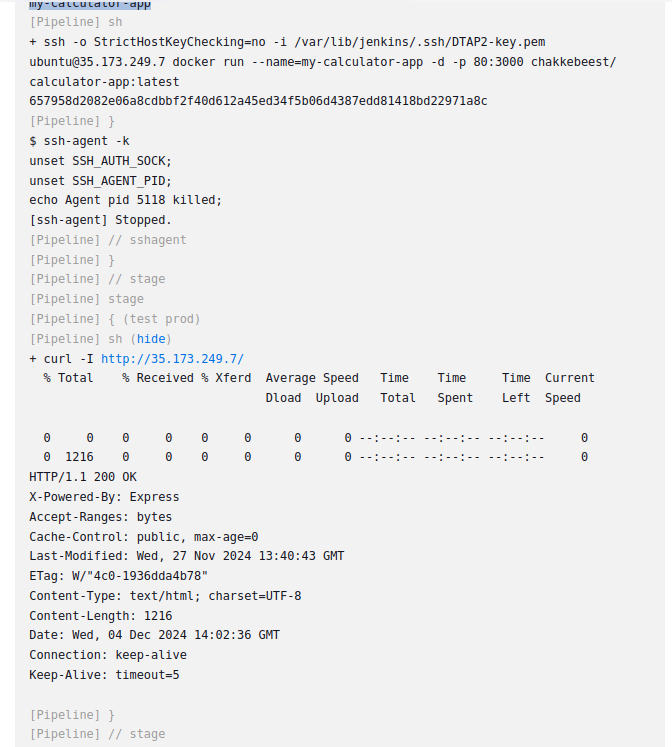 my-calculator-app
[Pipeline] sh
+ ssh -o StrictHostKeyChecking=no -i /var/lib/jenkins/.ssh/DTAP2-key.pem
ubuntu@35.173.249.7 docker run --name=my-calculator-app -d -p 80:3000 chakkebeest/
calculator-app:latest
657958d2082e06a8cdbbf2f40d612a45ed34f5b06d4387edd81418bd22971a8c
[Pipeline] }
$ ssh-agent -k
unset SSH_AUTH_SOCK;
unset SSH_AGENT_PID;
echo Agent pid 5118 killed;
[ssh-agent] Stopped.
[Pipeline] // sshagent
[Pipeline] }
[Pipeline] // stage
[Pipeline] stage
[Pipeline] { (test prod)
[Pipeline] sh (hide)
+ curl -I http://35.173.249.7/
  % Total    % Received % Xferd  Average Speed   Time    Time     Time  Current
                                 Dload  Upload   Total   Spent    Left  Speed
  0     0    0     0    0     0      0      0 --:--:-- --:--:-- --:--:--     0
  0  1216    0     0    0     0      0      0 --:--:-- --:--:-- --:--:--     0
HTTP/1.1 200 OK
X-Powered-By: Express
Accept-Ranges: bytes
Cache-Control: public, max-age=0
Last-Modified: Wed, 27 Nov 2024 13:40:43 GMT
ETag: W/"4c0-1936dda4b78"
Content-Type: text/html; charset=UTF-8
Content-Length: 1216
Date: Wed, 04 Dec 2024 14:02:36 GMT
Connection: keep-alive
Keep-Alive: timeout=5
[Pipeline] }
[Pipeline] // stage